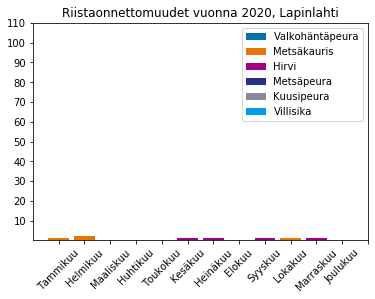 Riistaonnettomuudet vuonna 2020, Lapinlahti
110
100
90
80
70
60
50
40
30
20
10
Valkohäntäpeura
Metsäkauris
Hirvi
Metsäpeura
Kuusipeura
Villisika
Tammikuu
Helmikuu
Maaliskuu
Huhtikuu
Toukokuu
Kesäkuu
Heinäkuu
Elokuu
Syyskuu
Lokakuu
Marraskuu
Joulukuu